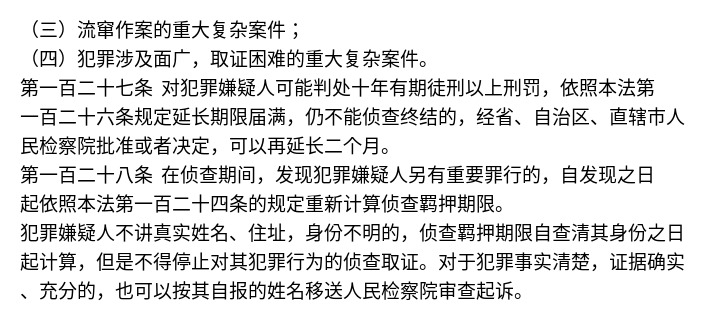 （三）流窜作案的重大复杂案件；
（四）犯罪涉及面广，取证困难的重大复杂案件。
第一百二十七条 对犯罪嫌疑人可能判处十年有期徒刑以上刑罚，依照本法第
一百二十六条规定延长期限届满，仍不能侦查终结的，经省、自治区、直辖市人
民检察院批准或者决定，可以再延长二个月。
第一百二十八条 在侦查期间，发现犯罪嫌疑人另有重要罪行的，自发现之日
起依照本法第一百二十四条的规定重新计算侦查羁押期限。
犯罪嫌疑人不讲真实姓名、住址，身份不明的，侦查羁押期限自查清其身份之日
起计算，但是不得停止对其犯罪行为的侦查取证。对于犯罪事实清楚，证据确实
、充分的，也可以按其自报的姓名移送人民检察院审查起诉。